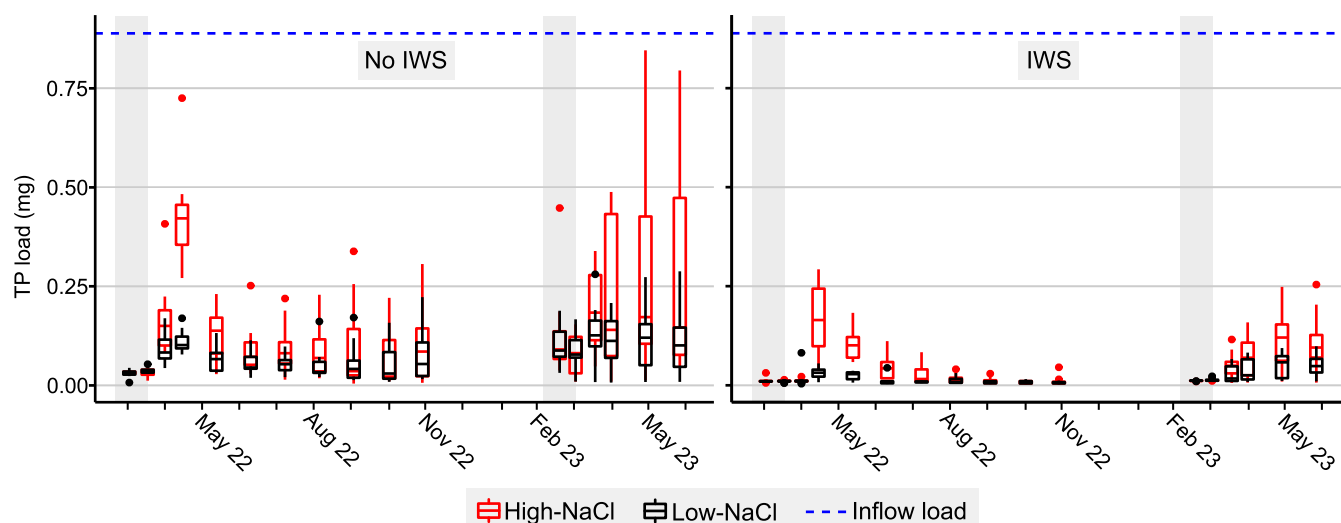 No IWS
IWS
TP load (mg)
0.75
0.50
0.25
0.00
May 22
Aug 22
Nov 22
Feb 23
May 23
May 22
Aug 22
Nov 22
Feb 23
May 23
High-NaCl Low-NaCl Inflow load